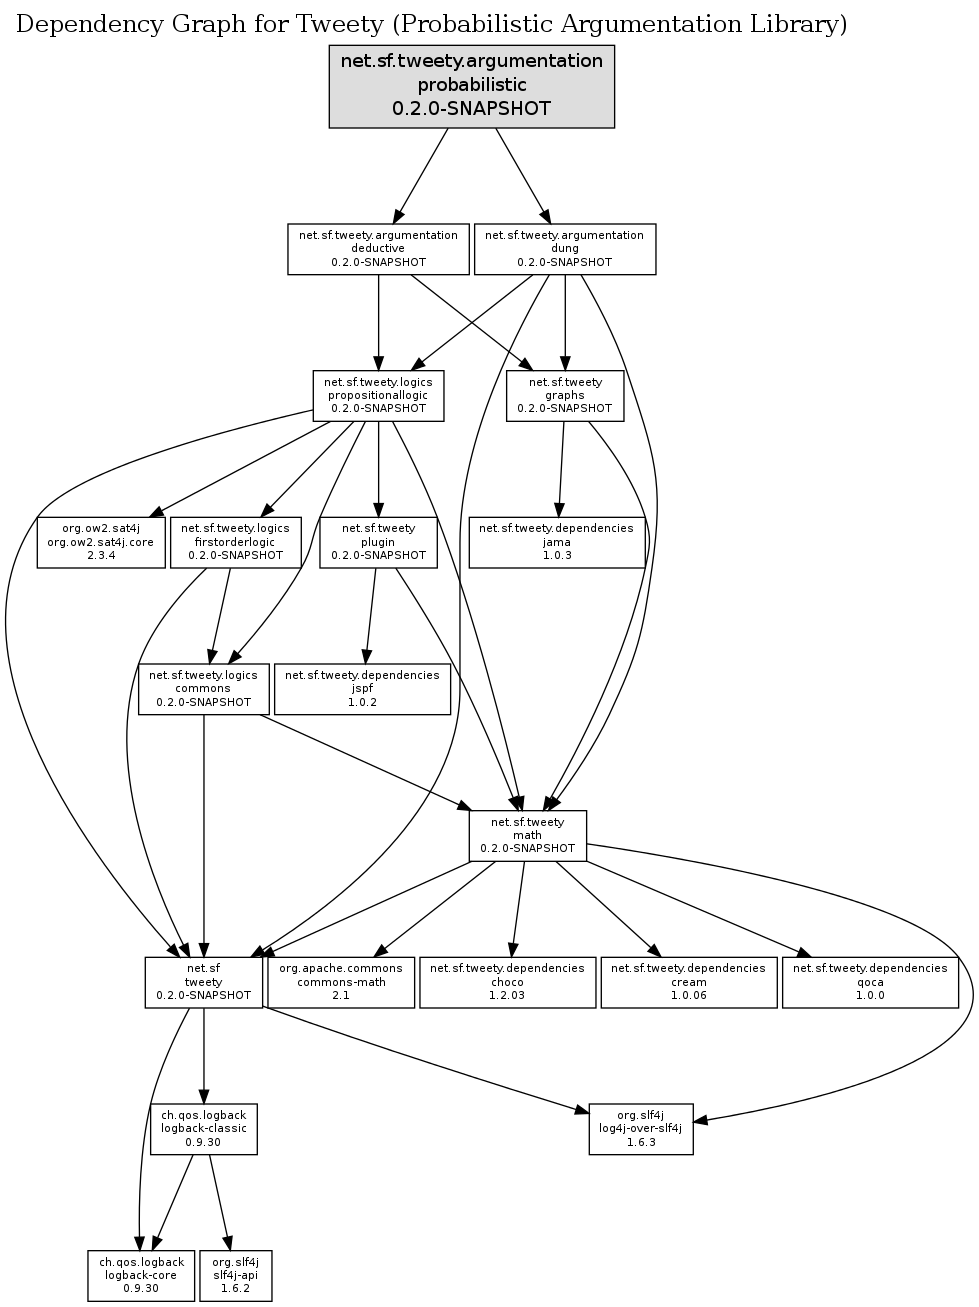 Dependency Graph for Tweety (Probabilistic Argumentation Library)
net.sf.tweety.argumentation
probabilistic
0.2.0-SNAPSHOT
net.sf.tweety.argumentation
deductive
0.2.0-SNAPSHOT
net.sf.tweety.argumentation
dung
0.2.0-SNAPSHOT
net.sf.tweety.logics
propositionallogic
0.2.0-SNAPSHOT
net.sf.tweety
graphs
0.2.0-SNAPSHOT
org.ow2.sat4j
org.ow2.sat4j.core
2.3.4
net.sf.tweety.logics
firstorderlogic
0.2.0-SNAPSHOT
net.sf.tweety
plugin
0.2.0-SNAPSHOT
net.sf.tweety.dependencies
jama
1.0.3
net.sf.tweety.logics
commons
0.2.0-SNAPSHOT
net.sf.tweety.dependencies
jspf
1.0.2
net.sf.tweety
math
0.2.0-SNAPSHOT
net.sf
tweety
0.2.0-SNAPSHOT
org.apache.commons
commons-math
2.1
net.sf.tweety.dependencies
choco
1.2.03
net.sf.tweety.dependencies
cream
1.0.06
net.sf.tweety.dependencies
qoca
1.0.0
ch.qos.logback
logback-classic
0.9.30
org.slf4j
log4j-over-slf4j
1.6.3
ch.qos.logback
logback-core
0.9.30
org.slf4j
slf4j-api
1.6.2